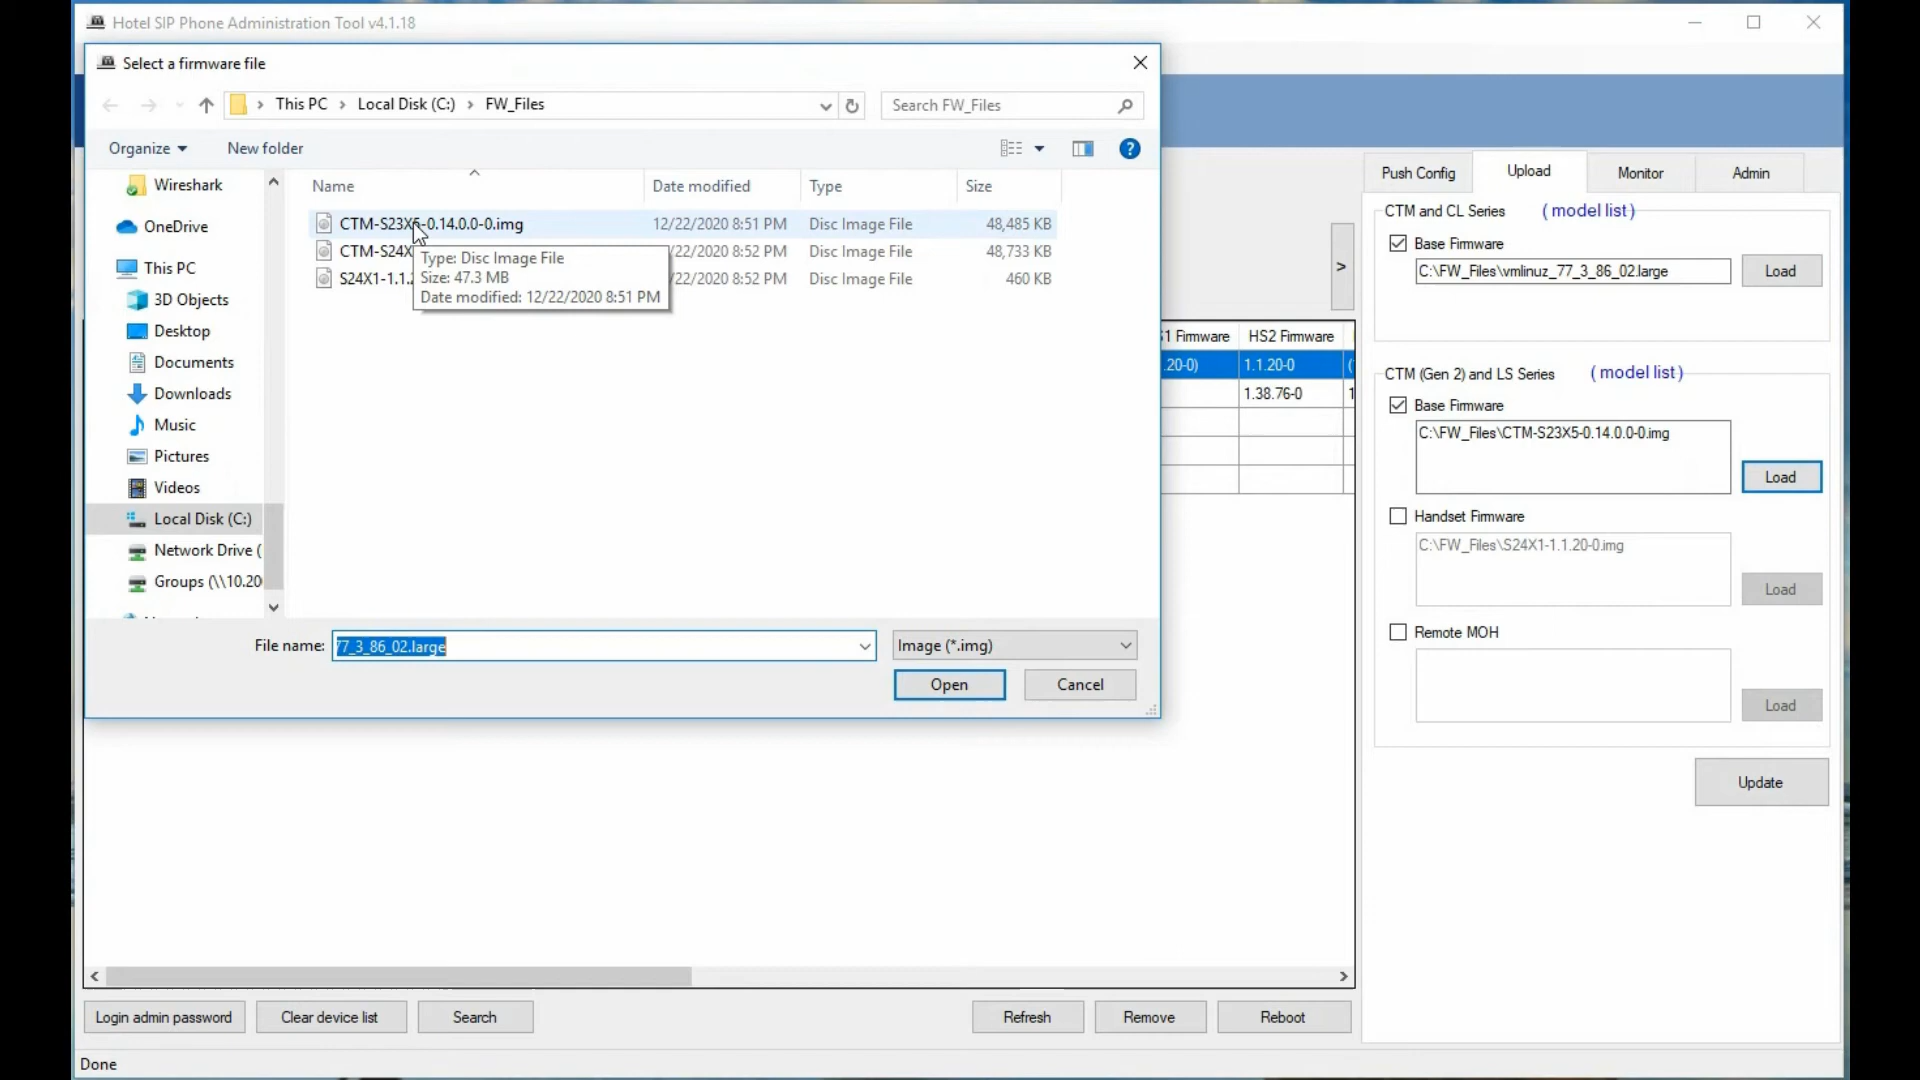 Hotel SIP Phone Administration Tool v4.1.18
Select a firmware file
This PC > Local Disk (C:) > FW_Files
Search FW_Files
Organize
New folder
Name
Date modified
Type
Size
CTM-S23X5-0.14.0.0-0.img
12/22/2020 8:51 PM
Disc Image File
48,485 KB
CTM-S24X
/22/2020 8:52 PM
Disc Image File
48,733 KB
S24X1-1.1.
/22/2020 8:52 PM
Disc Image File
460 KB
Type: Disc Image File
Size: 47.3 MB
Date modified: 12/22/2020 8:51 PM
Wireshark
OneDrive
This PC
3D Objects
Desktop
Documents
Downloads
Music
Pictures
Videos
Local Disk (C:)
Network Drive (
Groups (\\10.20
File name:
77_3_86_02.large
Image (*.img)
Open
Cancel
>
1 Firmware
HS2 Firmware
.20-0)
1.1.20-0
(
1.38.76-0
1
Push Config
Upload
Monitor
Admin
CTM and CL Series
( model list )
Base Firmware
C:\FW_Files\vmlinuz_77_3_86_02.large
Load
CTM (Gen 2) and LS Series
( model list )
Base Firmware
C:\FW_Files\CTM-S23X5-0.14.0.0-0.img
Load
Handset Firmware
C:\FW_Files\S24X1-1.1.20-0.img
Load
Remote MOH
Load
Update
Login admin password
Clear device list
Search
Refresh
Remove
Reboot
Done